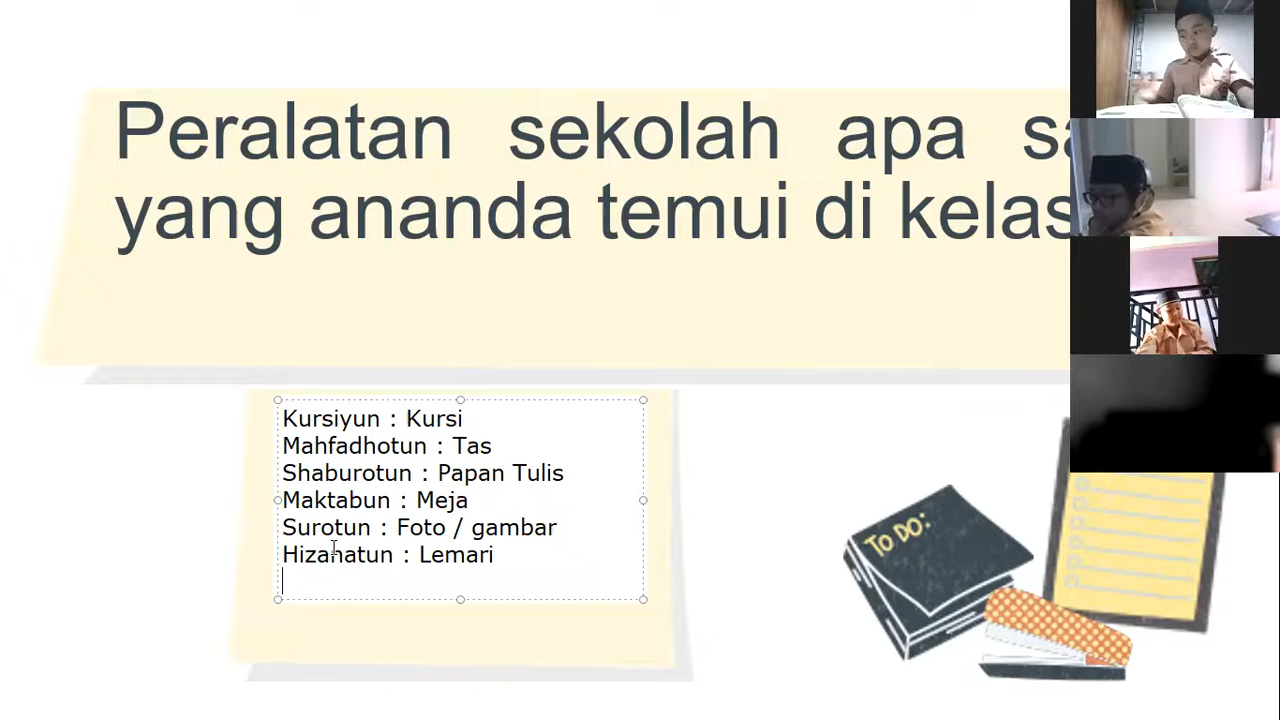 Peralatan sekolah apa sa
yang ananda temui di kelas
Kursiyun : Kursi
Mahfadhotun : Tas
Shaburotun : Papan Tulis
Maktabun : Meja
Surotun : Foto / gambar
Hizanatun : Lemari
TO DO: